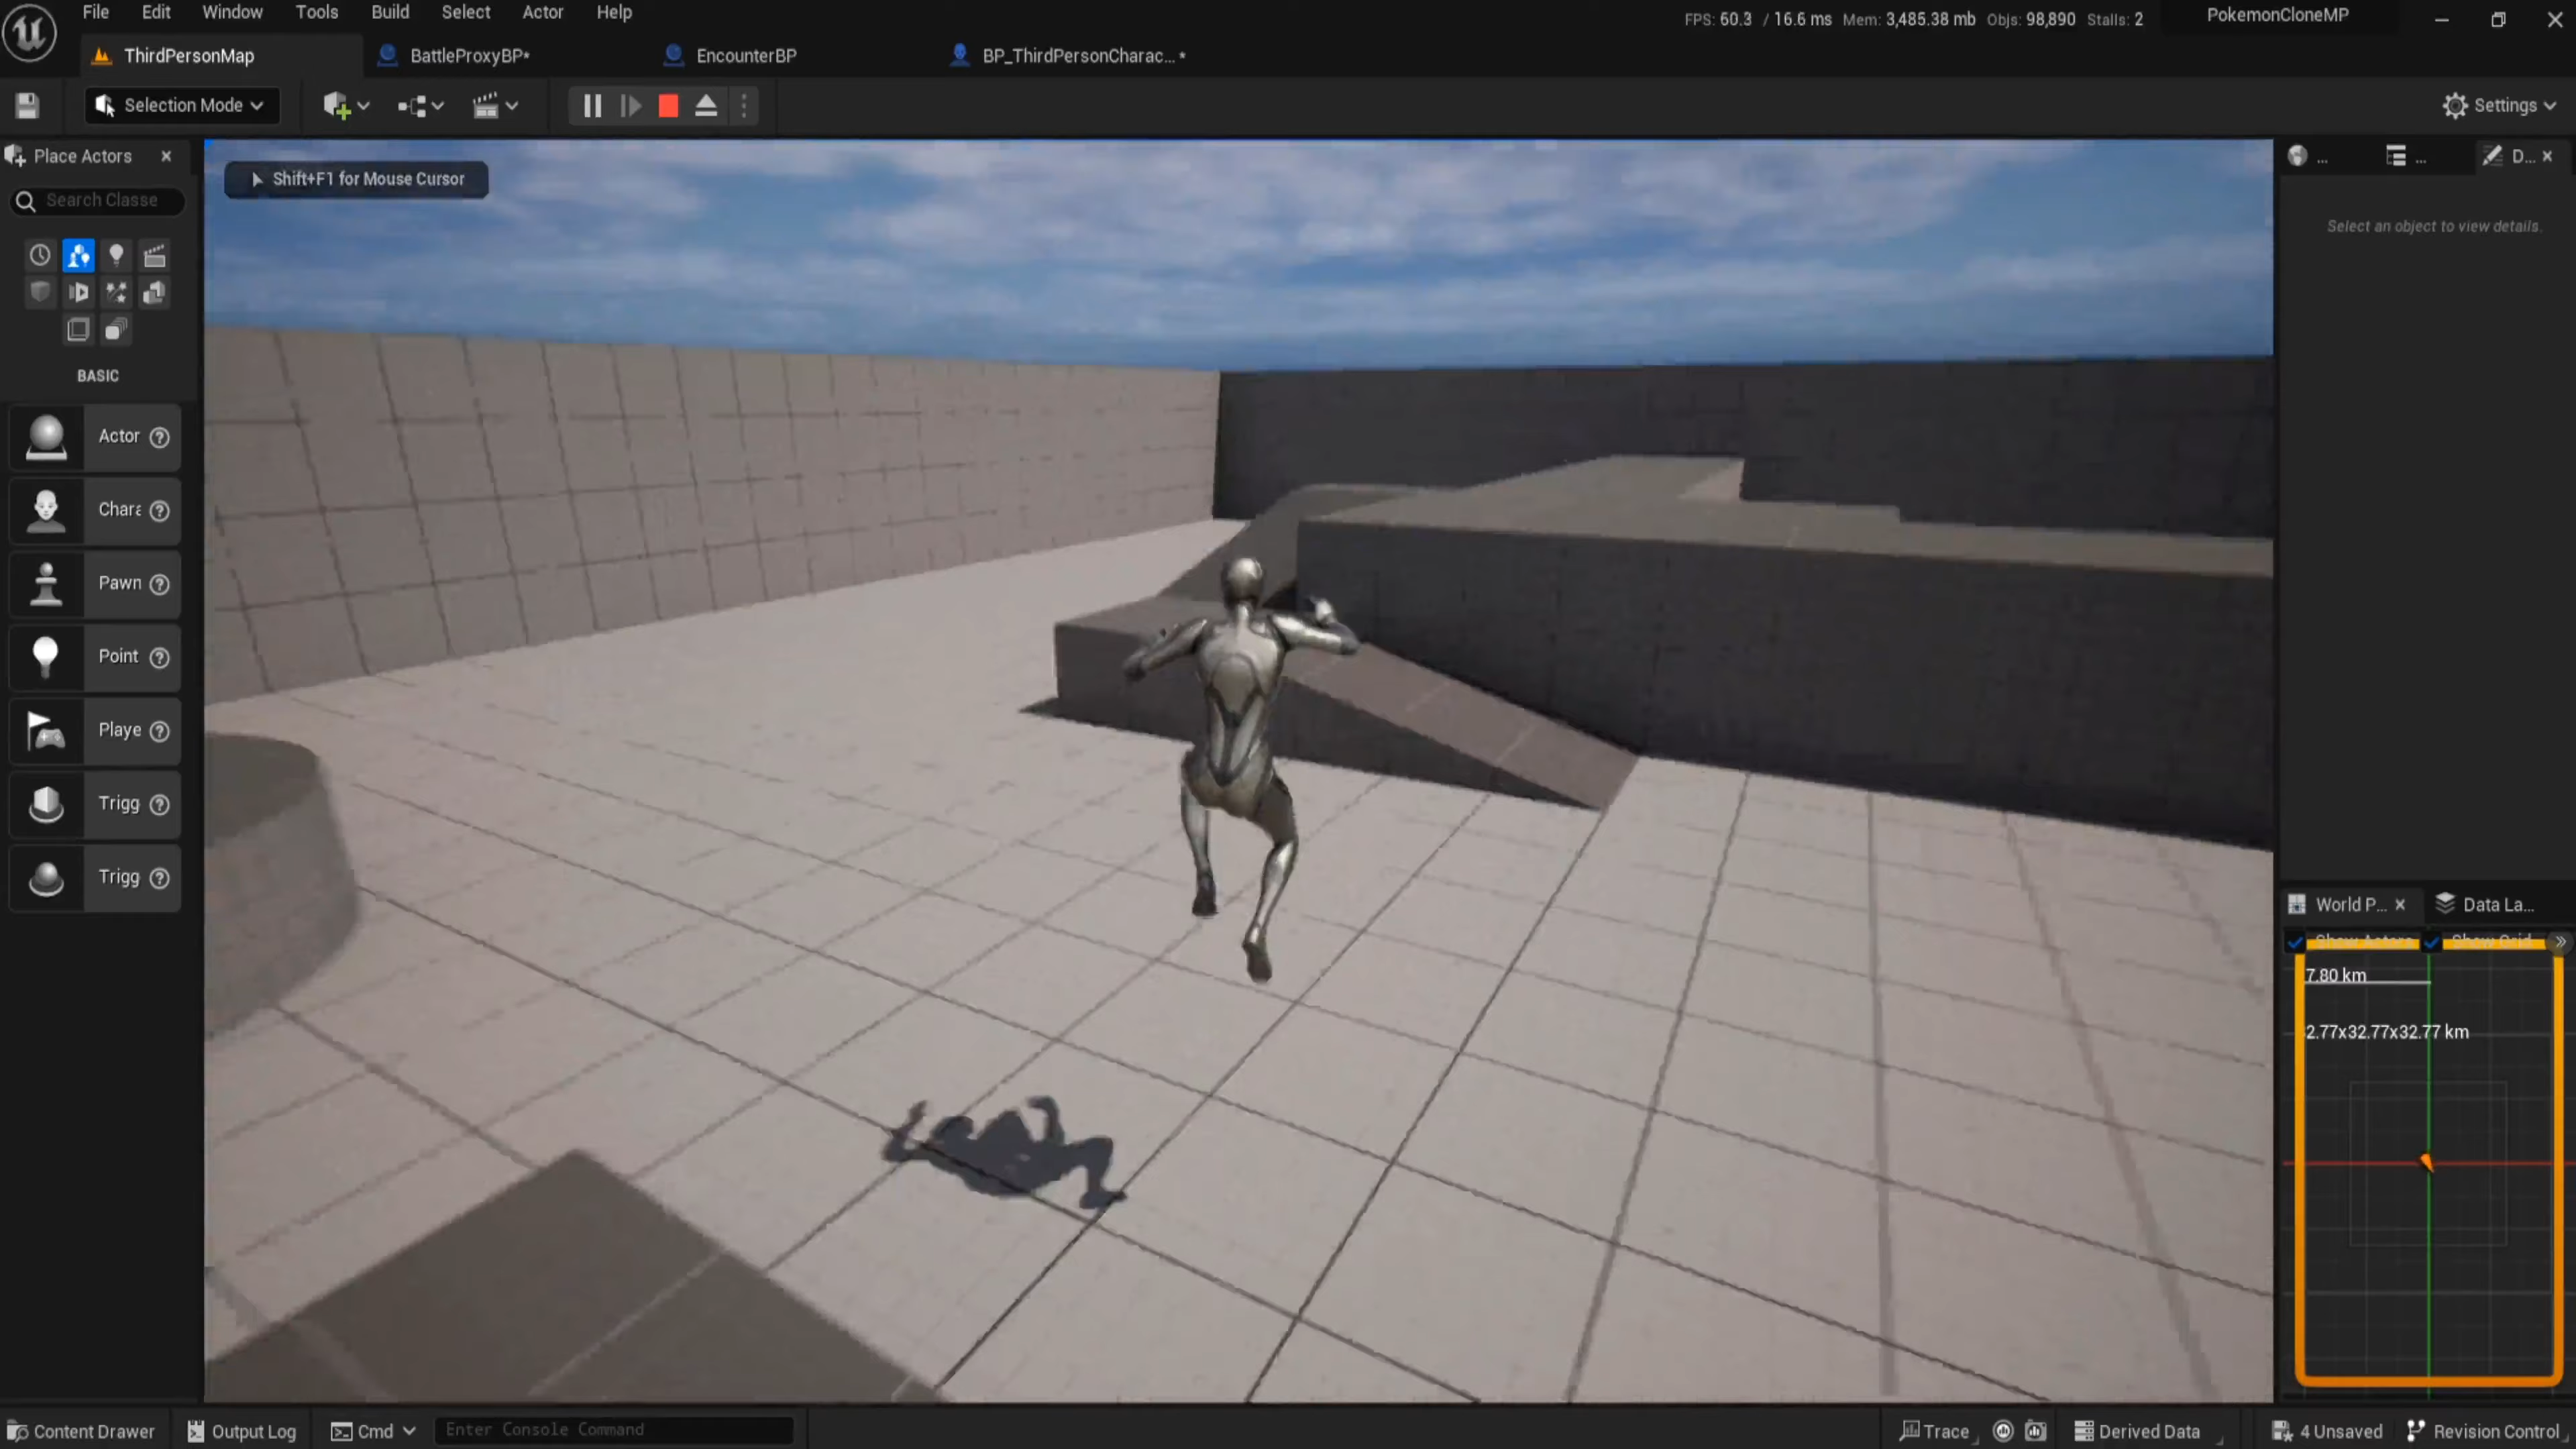 File Edit Window Tools Build Select Actor Help
FPS: 60.3 / 16.6 ms Mem: 3,485.38 mb Objs: 98,890 Stalls: 2
PokemonCloneMP
ThirdPersonMap
BattleProxyBP*
EncounterBP
BP_ThirdPersonCharac... *
Selection Mode
Settings
Place Actors
Shift+F1 for Mouse Cursor
...
...
D...
Search Classe
Select an object to view details.
BASIC
Actor
Chara
Pawn
Point
Playe
Trigg
Trigg
World P...
Data La...
Show Actors
Show Grid
7.80 km
2.77x32.77x32.77 km
Content Drawer
Output Log
Cmd
Enter Console Command
Trace
Derived Data
4 Unsaved
Revision Control